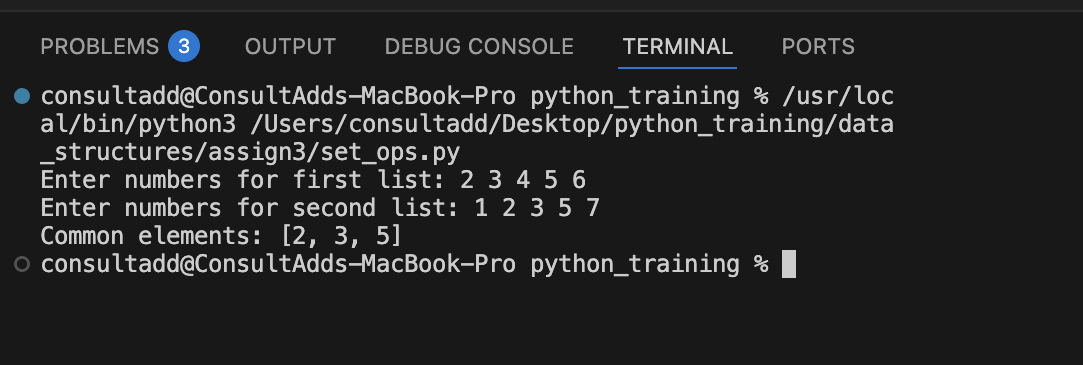 PROBLEMS 3 OUTPUT DEBUG CONSOLE TERMINAL PORTS
consultadd@ConsultAdds-MacBook-Pro python_training % /usr/loc
al/bin/python3 /Users/consultadd/Desktop/python_training/data
_structures/assign3/set_ops.py
Enter numbers for first list: 2 3 4 5 6
Enter numbers for second list: 1 2 3 5 7
Common elements: [2, 3, 5]
consultadd@ConsultAdds-MacBook-Pro python_training %